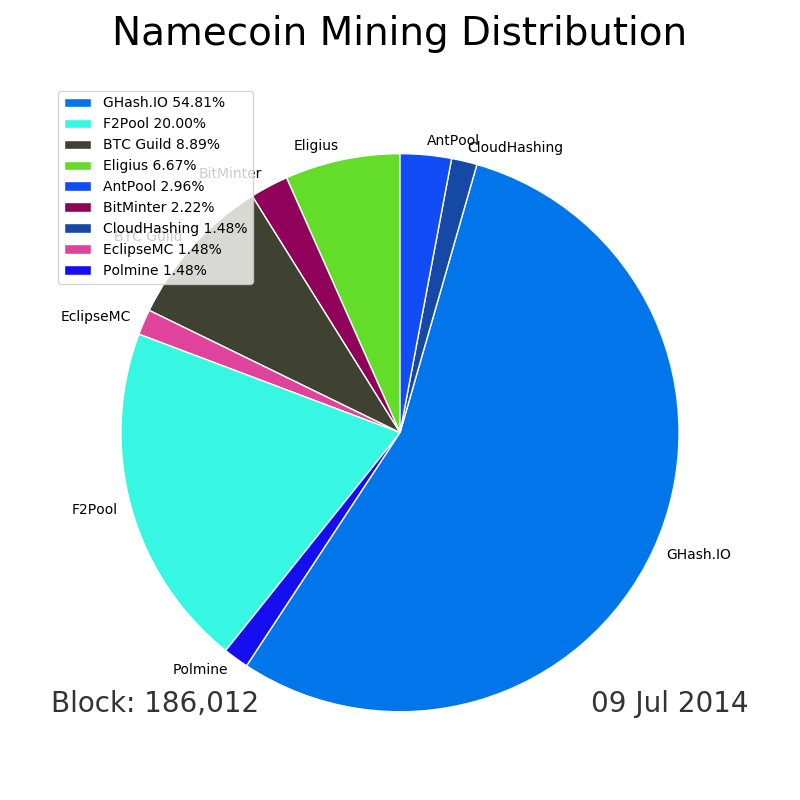 Namecoin Mining Distribution
GHash.IO 54.81%
F2Pool 20.00%
BTC Guild 8.89%
Eligius 6.67%
AntPool 2.96%
BitMinter 2.22%
CloudHashing 1.48%
EclipseMC 1.48%
Polmine 1.48%
AntPool
CloudHashing
Eligius
BitMinter
BTC Guild
EclipseMC
F2Pool
GHash.IO
Polmine
Block: 186,012
09 Jul 2014